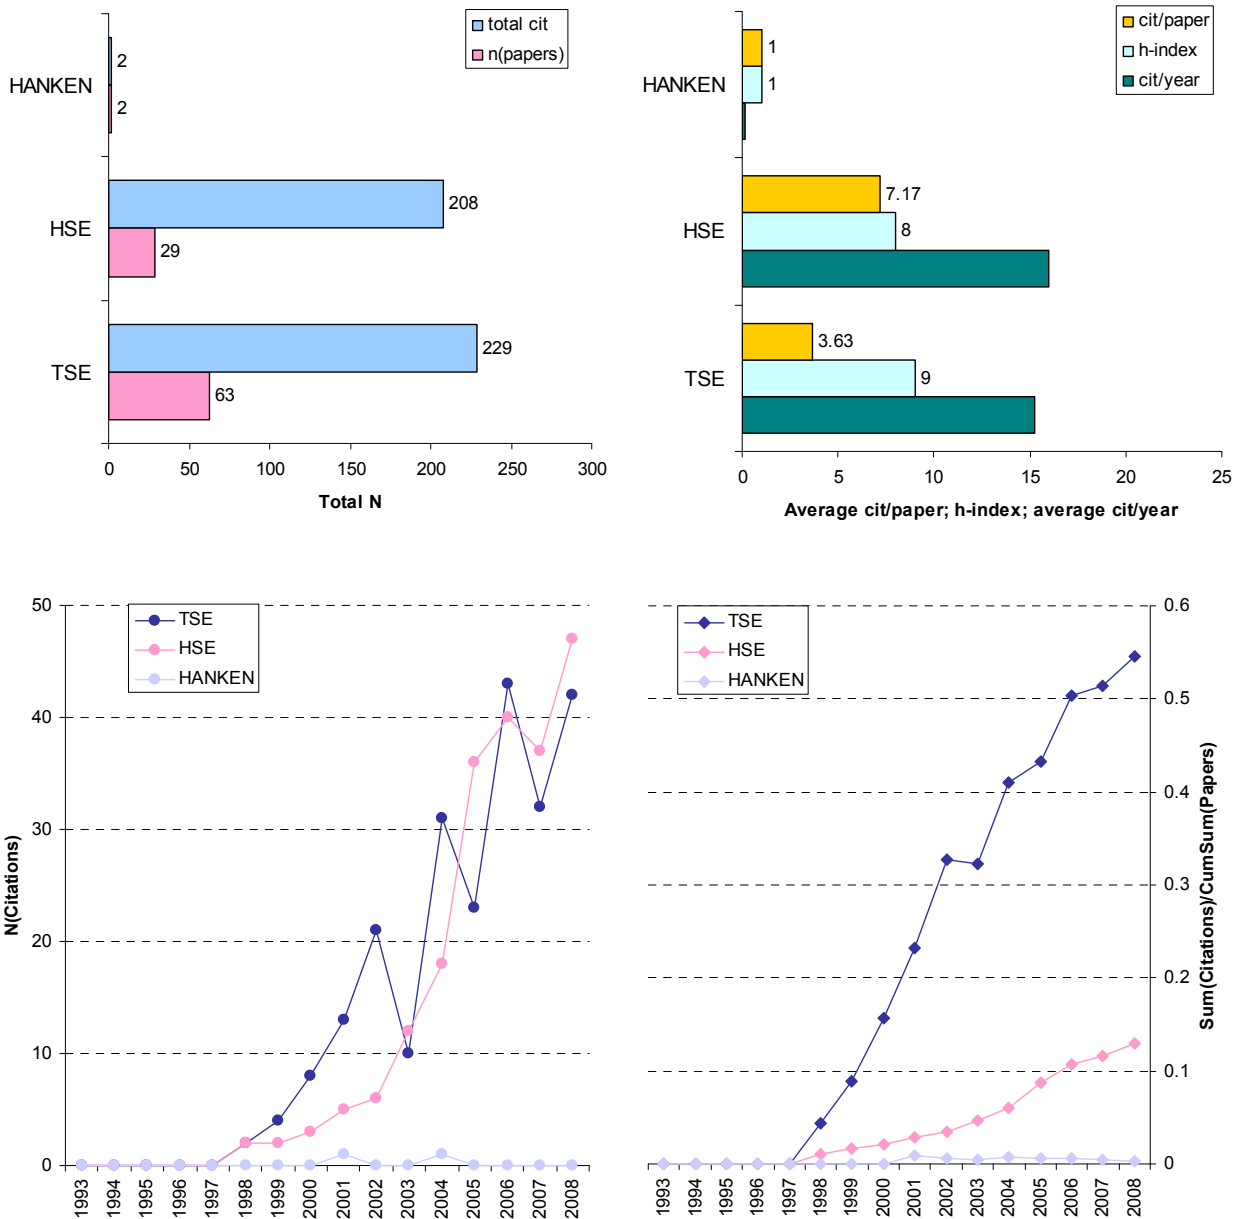 total cit
n(papers)
HANKEN
2
2
HSE
208
29
TSE
229
63
0 50 100 150 200 250 300
Total N
cit/paper
h-index
cit/year
HANKEN
1
1
HSE
7.17
8
TSE
3.63
9
0 5 10 15 20 25
Average cit/paper; h-index; average cit/year
TSE
HSE
HANKEN
N(Citations)
50
40
30
20
10
0
1993 1994 1995 1996 1997 1998 1999 2000 2001 2002 2003 2004 2005 2006 2007 2008
TSE
HSE
HANKEN
0.6
0.5
0.4
0.3
0.2
0.1
0
Sum(Citations)/CumSum(Papers)
1993 1994 1995 1996 1997 1998 1999 2000 2001 2002 2003 2004 2005 2006 2007 2008